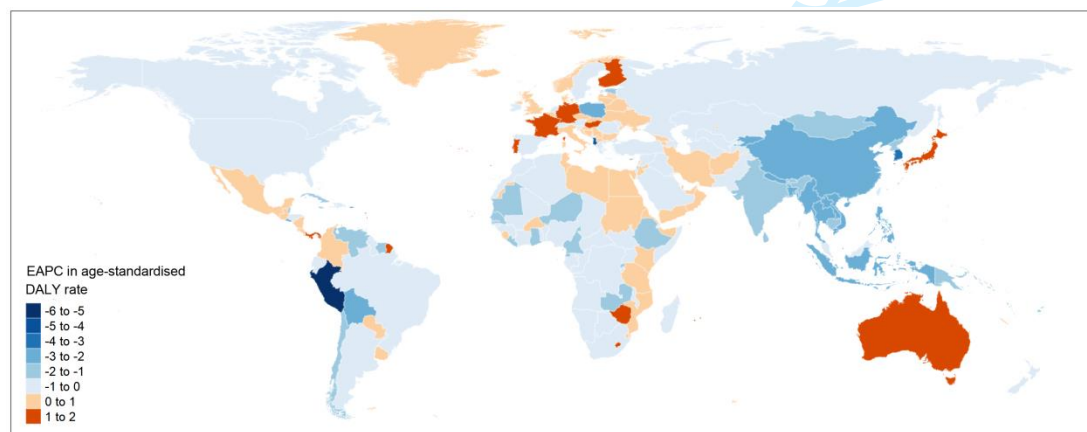 EAPC in age-standardised
DALY rate
-6 to -5
-5 to -4
-4 to -3
-3 to -2
-2 to -1
-1 to 0
0 to 1
1 to 2